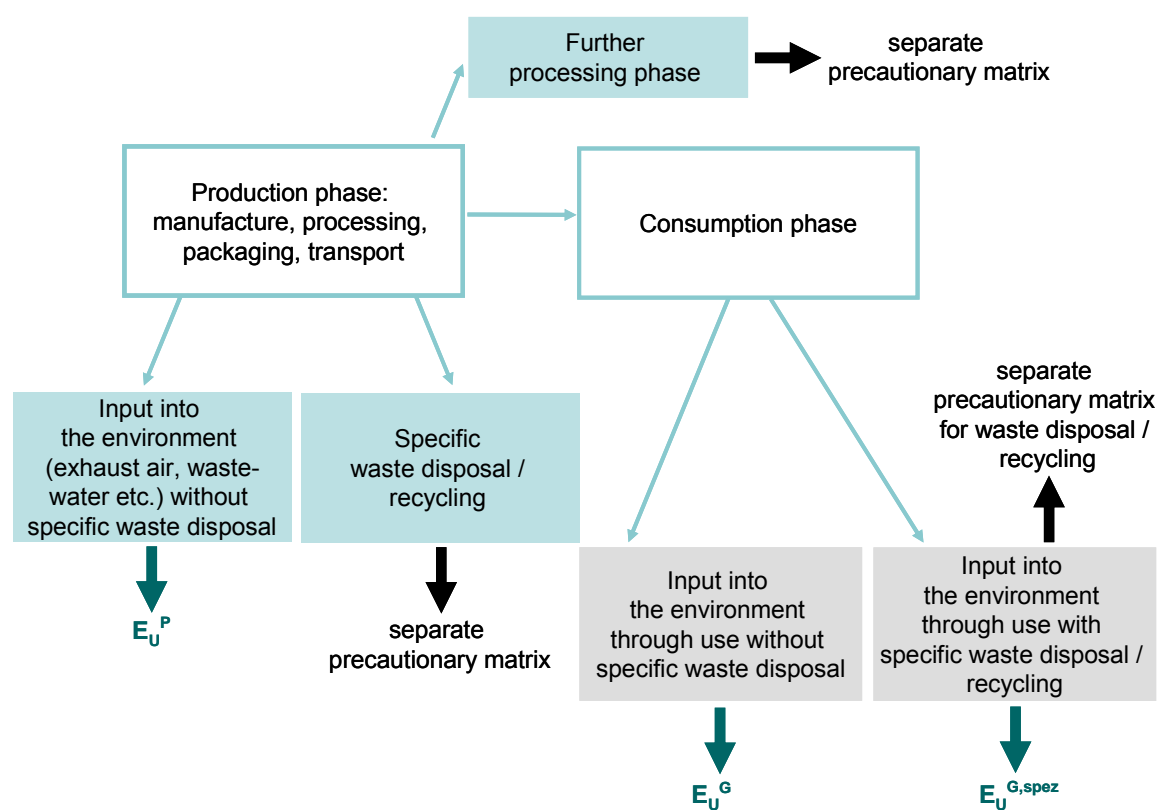 Further
processing phase
separate
precautionary matrix
Production phase:
manufacture, processing,
packaging, transport
Consumption phase
Input into
the environment
(exhaust air, waste-
water etc.) without
specific waste disposal
Specific
waste disposal /
recycling
separate
precautionary matrix
for waste disposal /
recycling
Input into
the environment
through use without
specific waste disposal
Input into
the environment
through use with
specific waste disposal /
recycling
E_U^P
separate
precautionary matrix
E_U^G
E_U^G,spez